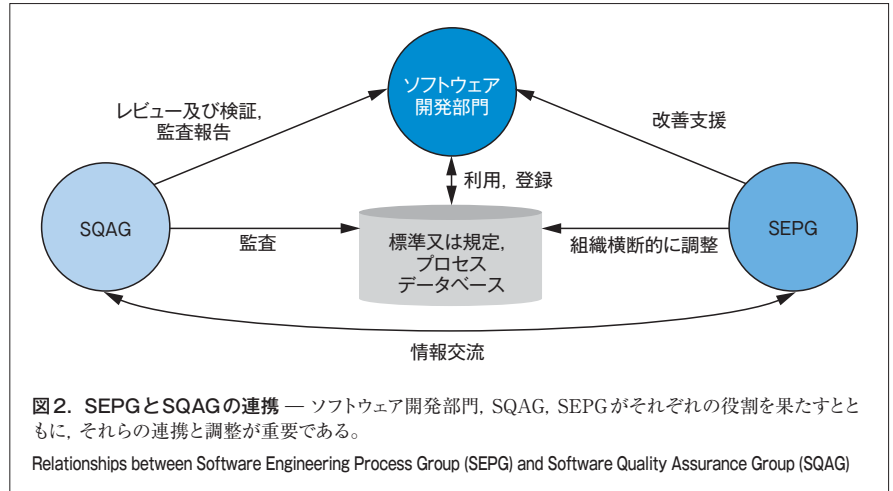 ソフトウェア
開発部門
レビュー及び検証,
監査報告
改善支援
利用, 登録
SQAG
監査
標準又は規定,
プロセス
データベース
組織横断的に調整
SEPG
情報交流
図2. SEPGとSQAGの連携 — ソフトウェア開発部門, SQAG, SEPGがそれぞれの役割を果たすとと
もに, それらの連携と調整が重要である。
Relationships between Software Engineering Process Group (SEPG) and Software Quality Assurance Group (SQAG)